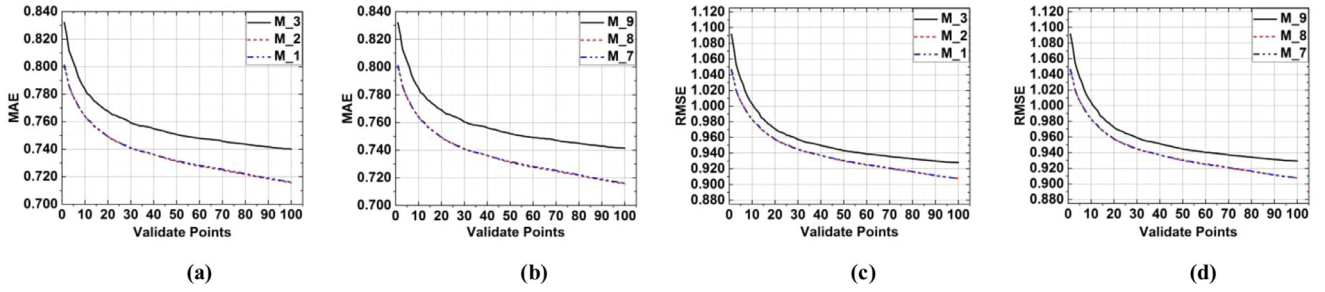 0.840
0.820
0.800
0.780
0.760
0.740
0.720
0.700
MAE
0 10 20 30 40 50 60 70 80 90 100
Validate Points
M_3
M_2
M_1
(a)
0.840
0.820
0.800
0.780
0.760
0.740
0.720
0.700
MAE
0 10 20 30 40 50 60 70 80 90 100
Validate Points
M_9
M_8
M_7
(b)
1.120
1.100
1.080
1.060
1.040
1.020
1.000
0.980
0.960
0.940
0.920
0.900
0.880
RMSE
0 10 20 30 40 50 60 70 80 90 100
Validate Points
M_3
M_2
M_1
(c)
1.120
1.100
1.080
1.060
1.040
1.020
1.000
0.980
0.960
0.940
0.920
0.900
0.880
RMSE
0 10 20 30 40 50 60 70 80 90 100
Validate Points
M_9
M_8
M_7
(d)